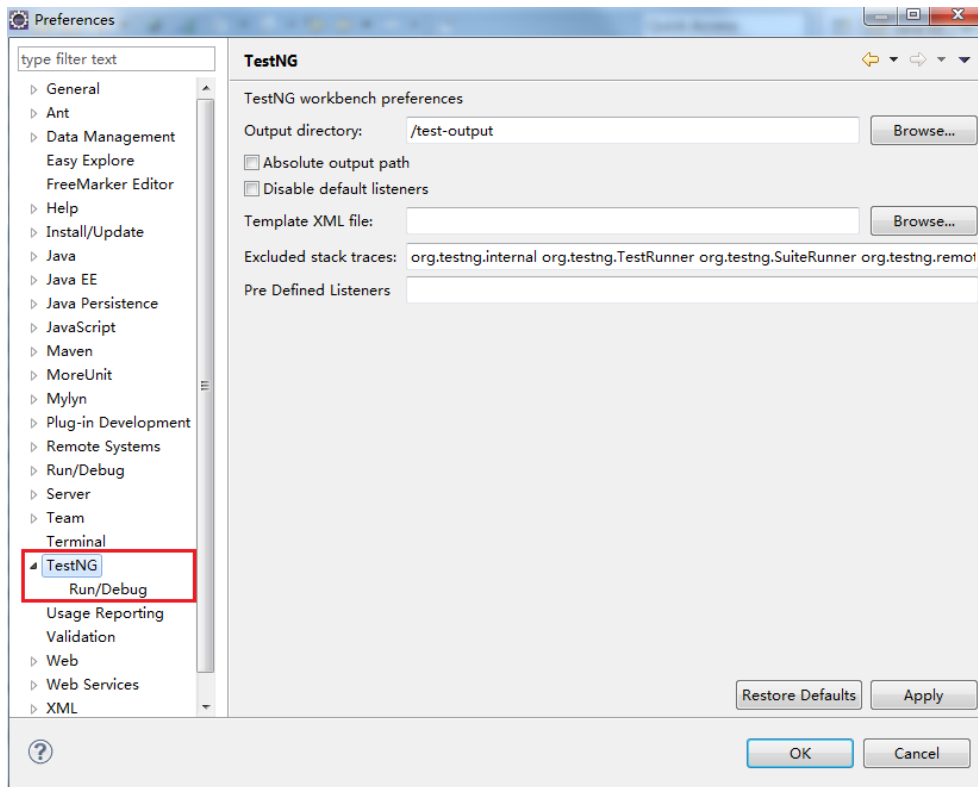 Preferences
type filter text
General
Ant
Data Management
Easy Explore
FreeMarker Editor
Help
Install/Update
Java
Java EE
Java Persistence
JavaScript
Maven
MoreUnit
Mylyn
Plug-in Development
Remote Systems
Run/Debug
Server
Team
Terminal
TestNG
Run/Debug
Usage Reporting
Validation
Web
Web Services
XML
TestNG
TestNG workbench preferences
Output directory: /test-output Browse...
Absolute output path
Disable default listeners
Template XML file: Browse...
Excluded stack traces: org.testng.internal org.testng.TestRunner org.testng.SuiteRunner org.testng.remot
Pre Defined Listeners
Restore Defaults Apply
OK Cancel